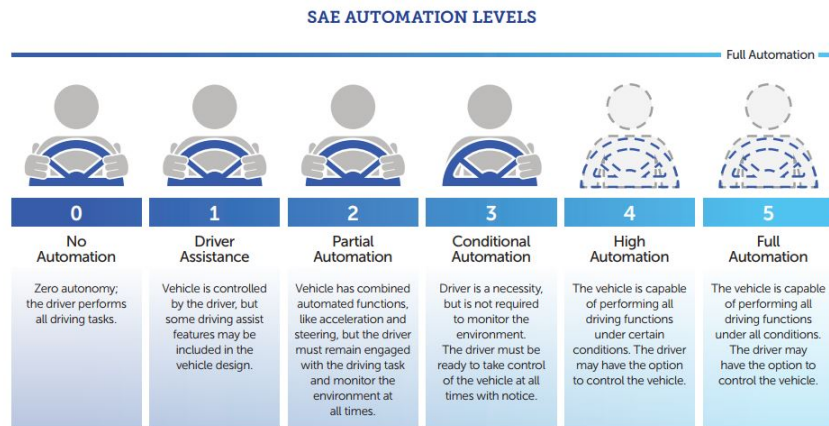 SAE AUTOMATION LEVELS
Full Automation
0
No
Automation
Zero autonomy;
the driver performs
all driving tasks.
1
Driver
Assistance
Vehicle is controlled
by the driver, but
some driving assist
features may be
included in the
vehicle design.
2
Partial
Automation
Vehicle has combined
automated functions,
like acceleration and
steering, but the driver
must remain engaged
with the driving task
and monitor the
environment at
all times.
3
Conditional
Automation
Driver is a necessity,
but is not required
to monitor the
environment.
The driver must be
ready to take control
of the vehicle at all
times with notice.
4
High
Automation
The vehicle is capable
of performing all
driving functions
under certain
conditions. The driver
may have the option
to control the vehicle.
5
Full
Automation
The vehicle is capable
of performing all
driving functions
under all conditions.
The driver may
have the option to
control the vehicle.